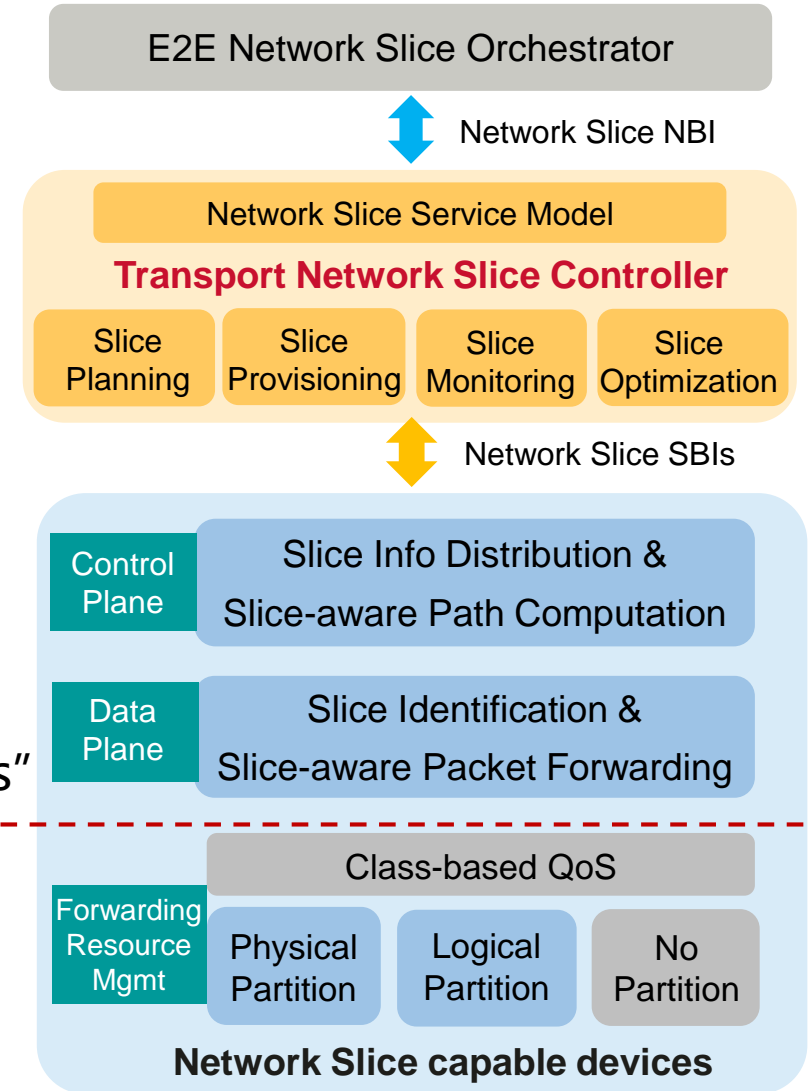 E2E Network Slice Orchestrator
Network Slice NBI
Network Slice Service Model
Transport Network Slice Controller
Slice
Planning
Slice
Provisioning
Slice
Monitoring
Slice
Optimization
Network Slice SBIs
Control
Plane
Slice Info Distribution &
Slice-aware Path Computation
Data
Plane
Slice Identification &
Slice-aware Packet Forwarding
s"
Class-based QoS
Forwarding
Resource
Mgmt
Physical
Partition
Logical
Partition
No
Partition
Network Slice capable devices